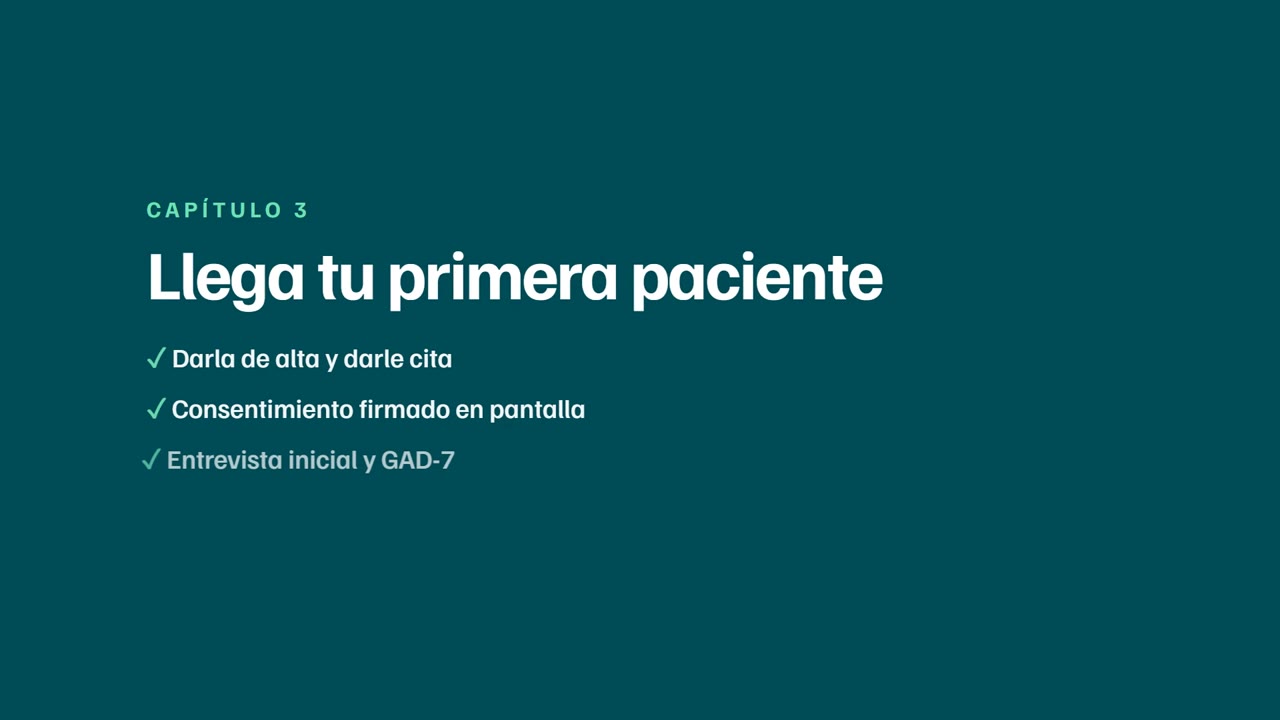 CAPÍTULO 3
Llega tu primera paciente
✓ Darla de alta y darle cita
✓ Consentimiento firmado en pantalla
✓ Entrevista inicial y GAD-7